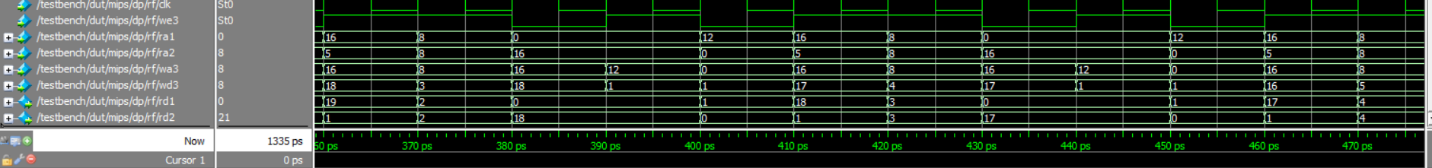 /testbench/dut/mips/dp/rf/clk St0
/testbench/dut/mips/dp/rf/we3 St0
/testbench/dut/mips/dp/rf/ra1 0 16 8 0 12 16 8 0 12 16 8
/testbench/dut/mips/dp/rf/ra2 8 5 8 16 0 5 8 16 0 5 8
/testbench/dut/mips/dp/rf/wa3 8 16 8 16 12 0 16 8 16 12 0 16 8
/testbench/dut/mips/dp/rf/wd3 8 18 3 18 1 1 17 4 17 1 1 16 5
/testbench/dut/mips/dp/rf/rd1 0 19 2 0 1 18 3 0 1 17 4
/testbench/dut/mips/dp/rf/rd2 21 1 2 18 0 1 3 17 0 1 4
Now 1335 ps 60 ps 370 ps 380 ps 390 ps 400 ps 410 ps 420 ps 430 ps 440 ps 450 ps 460 ps 470 ps
Cursor 1 0 ps